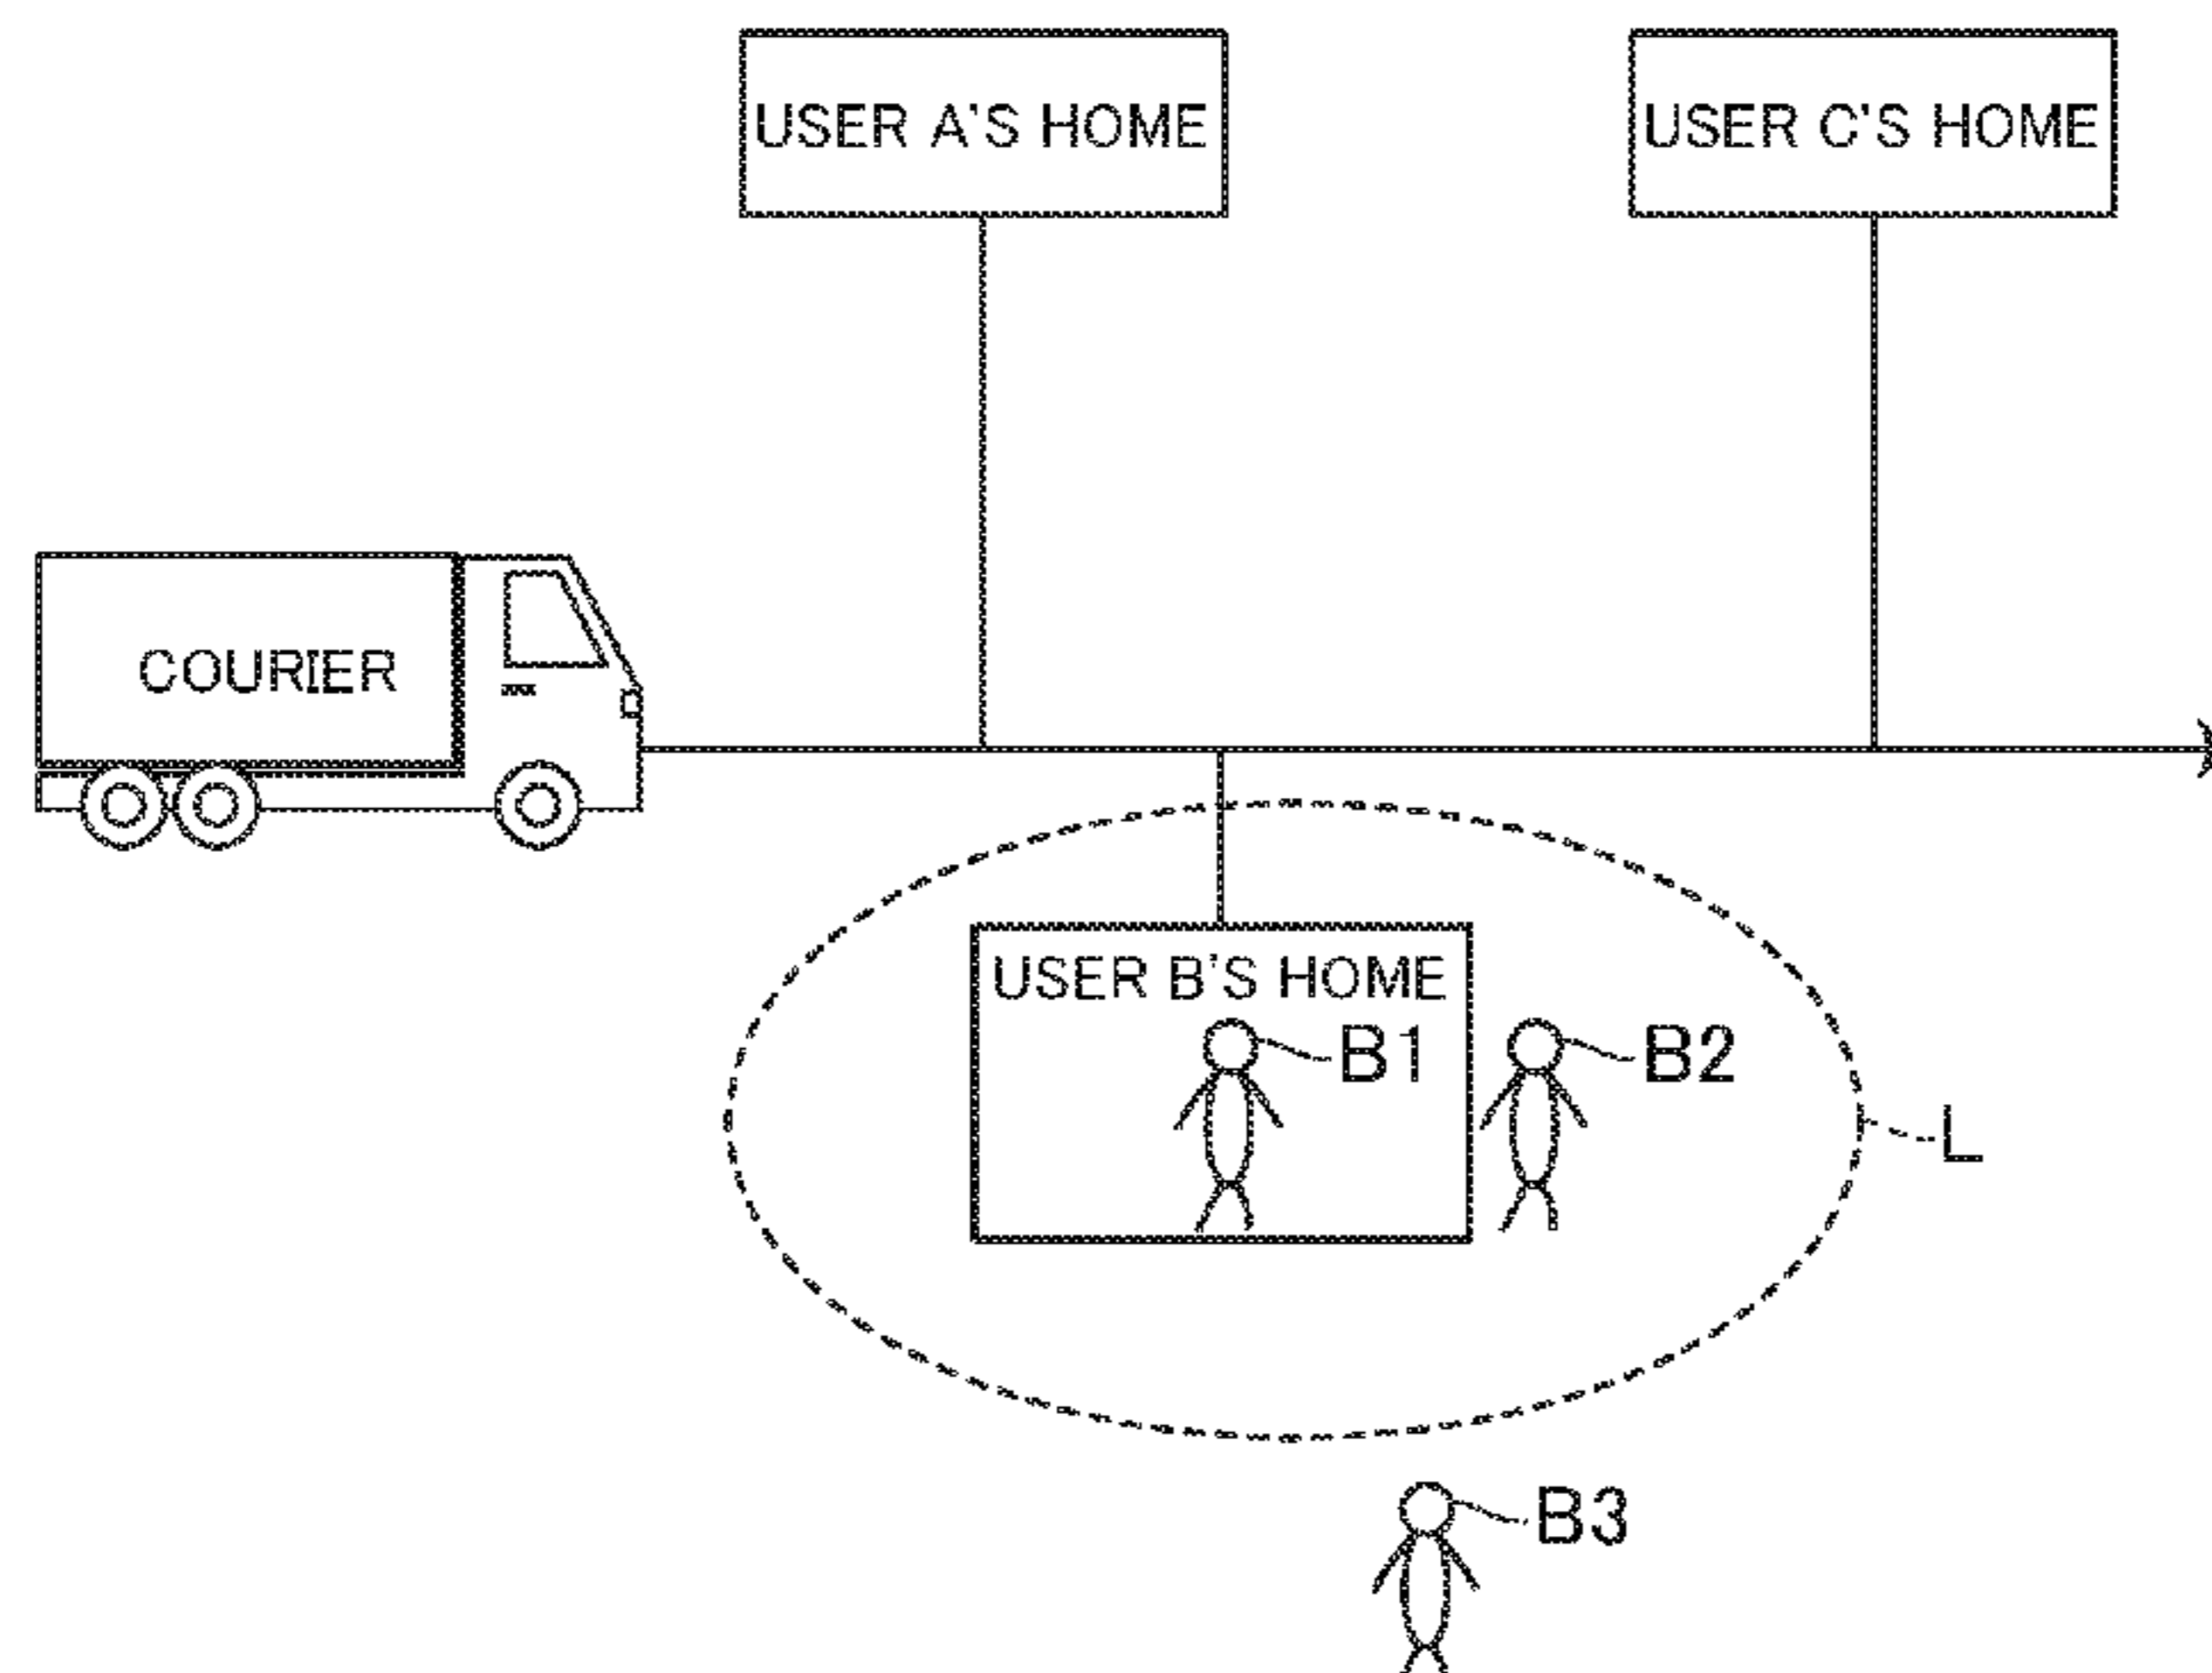 USER A'S HOME
USER C'S HOME
COURIER
USER B'S HOME
B1
B2
L
B3